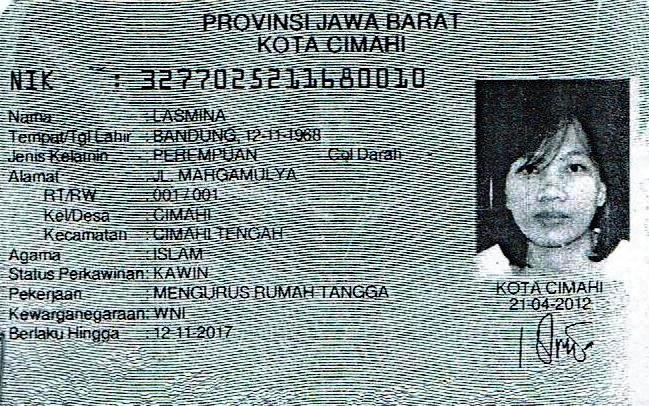 PROVINSI JAWA BARAT
KOTA CIMAHI
NIK : 3277025211680010
Nama : LASMINA
Tempat/Tgl Lahir : BANDUNG, 12-11-1968
Jenis Kelamin : PEREMPUAN Gol Darah -
Alamat : JL. MARGAMULYA
RT/RW : 001 / 001
Kel/Desa : CIMAHI
Kecamatan : CIMAHI TENGAH
Agama : ISLAM
Status Perkawinan: KAWIN
Pekerjaan : MENGURUS RUMAH TANGGA
Kewarganegaraan: WNI
Berlaku Hingga : 12-11-2017
KOTA CIMAHI
21-04-2012